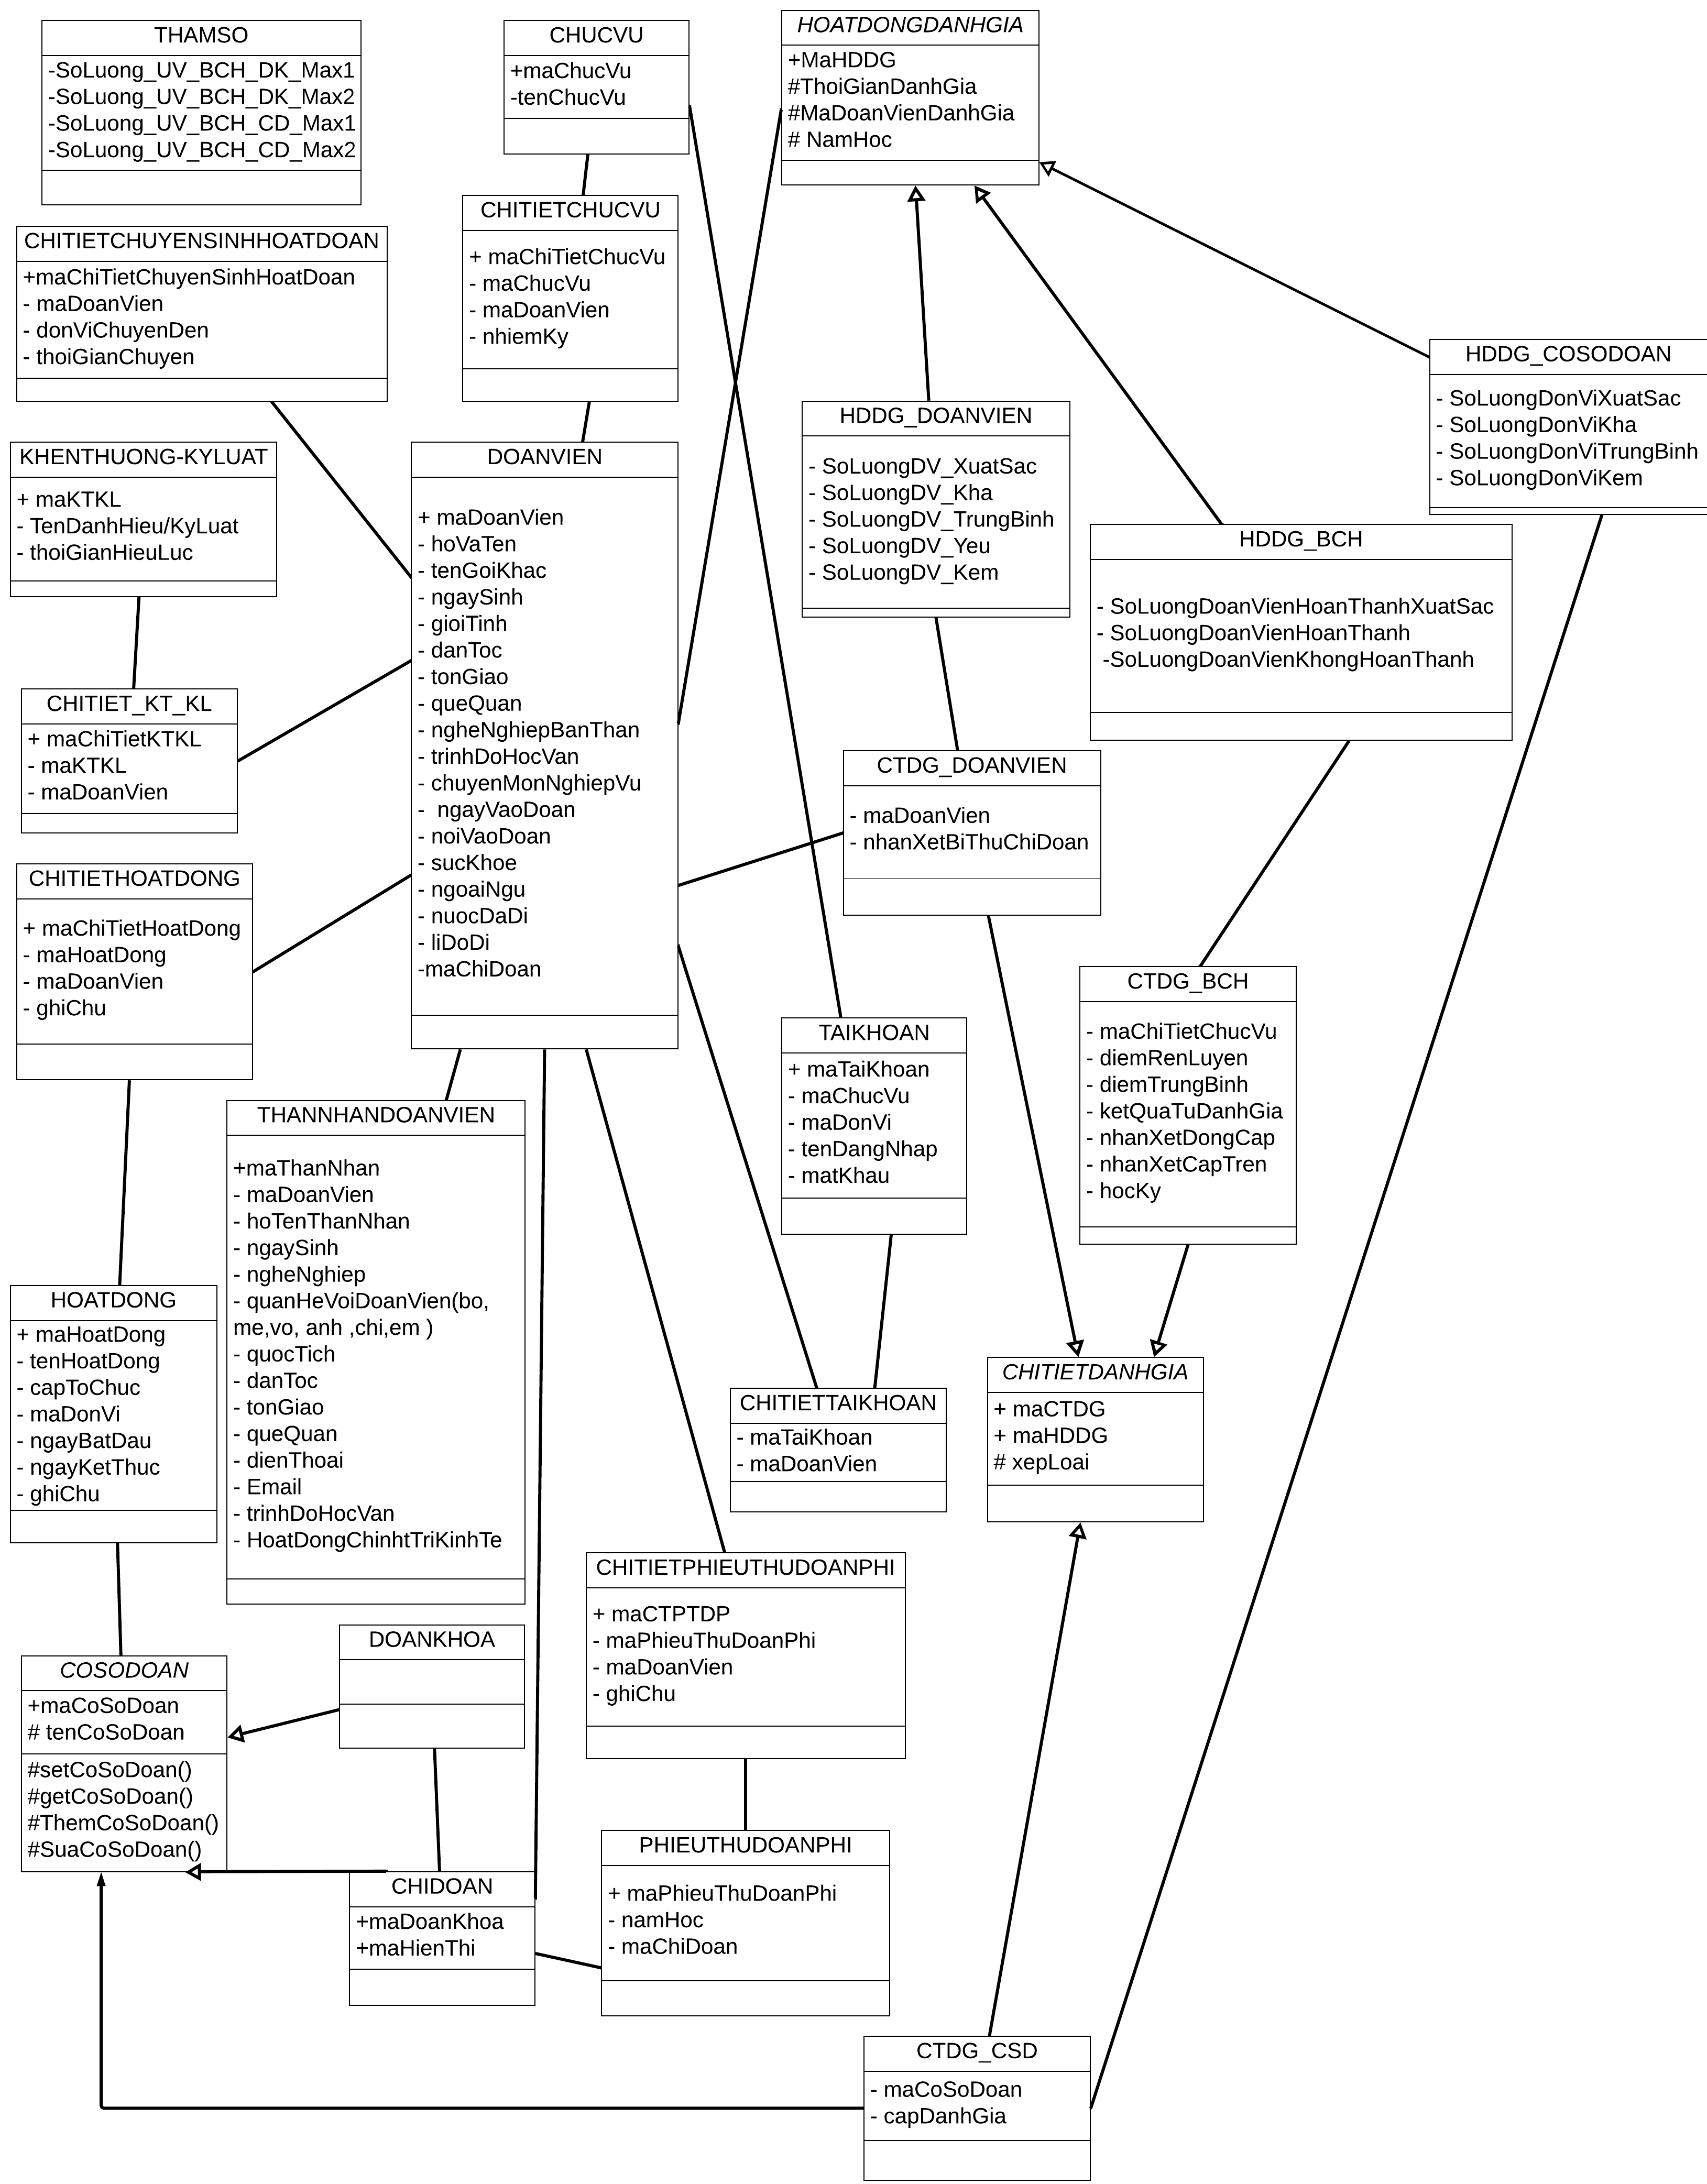 THAMSO
-SoLuong_UV_BCH_DK_Max1
-SoLuong_UV_BCH_DK_Max2
-SoLuong_UV_BCH_CD_Max1
-SoLuong_UV_BCH_CD_Max2
CHUCVU
+maChucVu
-tenChucVu
HOATDONGDANHGIA
+MaHDDG
#ThoiGianDanhGia
#MaDoanVienDanhGia
# NamHoc
CHITIETCHUYENSINHHOATDOAN
+maChiTietChuyenSinhHoatDoan
- maDoanVien
- donViChuyenDen
- thoiGianChuyen
CHITIETCHUCVU
+ maChiTietChucVu
- maChucVu
- maDoanVien
- nhiemKy
HDDG_COSODOAN
- SoLuongDonViXuatSac
- SoLuongDonViKha
- SoLuongDonViTrungBinh
- SoLuongDonViKem
HDDG_DOANVIEN
- SoLuongDV_XuatSac
- SoLuongDV_Kha
- SoLuongDV_TrungBinh
- SoLuongDV_Yeu
- SoLuongDV_Kem
KHENTHUONG-KYLUAT
+ maKTKL
- TenDanhHieu/KyLuat
- thoiGianHieuLuc
DOANVIEN
+ maDoanVien
- hoVaTen
- tenGoiKhac
- ngaySinh
- gioiTinh
- danToc
- tonGiao
- queQuan
- ngheNghiepBanThan
- trinhDoHocVan
- chuyenMonNghiepVu
-  ngayVaoDoan
- noiVaoDoan
- sucKhoe
- ngoaiNgu
- nuocDaDi
- liDoDi
-maChiDoan
HDDG_BCH
- SoLuongDoanVienHoanThanhXuatSac
- SoLuongDoanVienHoanThanh
-SoLuongDoanVienKhongHoanThanh
CHITIET_KT_KL
+ maChiTietKTKL
- maKTKL
- maDoanVien
CTDG_DOANVIEN
- maDoanVien
- nhanXetBiThuChiDoan
CHITIETHOATDONG
+ maChiTietHoatDong
- maHoatDong
- maDoanVien
- ghiChu
CTDG_BCH
- maChiTietChucVu
- diemRenLuyen
- diemTrungBinh
- ketQuaTuDanhGia
- nhanXetDongCap
- nhanXetCapTren
- hocKy
TAIKHOAN
+ maTaiKhoan
- maChucVu
- maDonVi
- tenDangNhap
- matKhau
THANNHANDOANVIEN
+maThanNhan
- maDoanVien
- hoTenThanNhan
- ngaySinh
- ngheNghiep
- quanHeVoiDoanVien(bo,
me,vo, anh ,chi,em )
- quocTich
- danToc
- tonGiao
- queQuan
- dienThoai
- Email
- trinhDoHocVan
- HoatDongChinhtTriKinhTe
HOATDONG
+ maHoatDong
- tenHoatDong
- capToChuc
- maDonVi
- ngayBatDau
- ngayKetThuc
- ghiChu
CHITIETDANHGIA
+ maCTDG
+ maHDDG
# xepLoai
CHITIETTAIKHOAN
- maTaiKhoan
- maDoanVien
CHITIETPHIEUTHUDOANPHI
+ maCTPTDP
- maPhieuThuDoanPhi
- maDoanVien
- ghiChu
DOANKHOA
COSODOAN
+maCoSoDoan
# tenCoSoDoan
#setCoSoDoan()
#getCoSoDoan()
#ThemCoSoDoan()
#SuaCoSoDoan()
PHIEUTHUDOANPHI
+ maPhieuThuDoanPhi
- namHoc
- maChiDoan
CHIDOAN
+maDoanKhoa
+maHienThi
CTDG_CSD
- maCoSoDoan
- capDanhGia